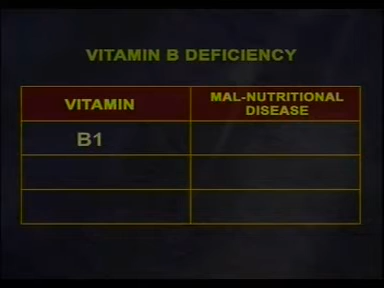 VITAMIN B DEFICIENCY
VITAMIN
MAL-NUTRITIONAL
DISEASE
B1